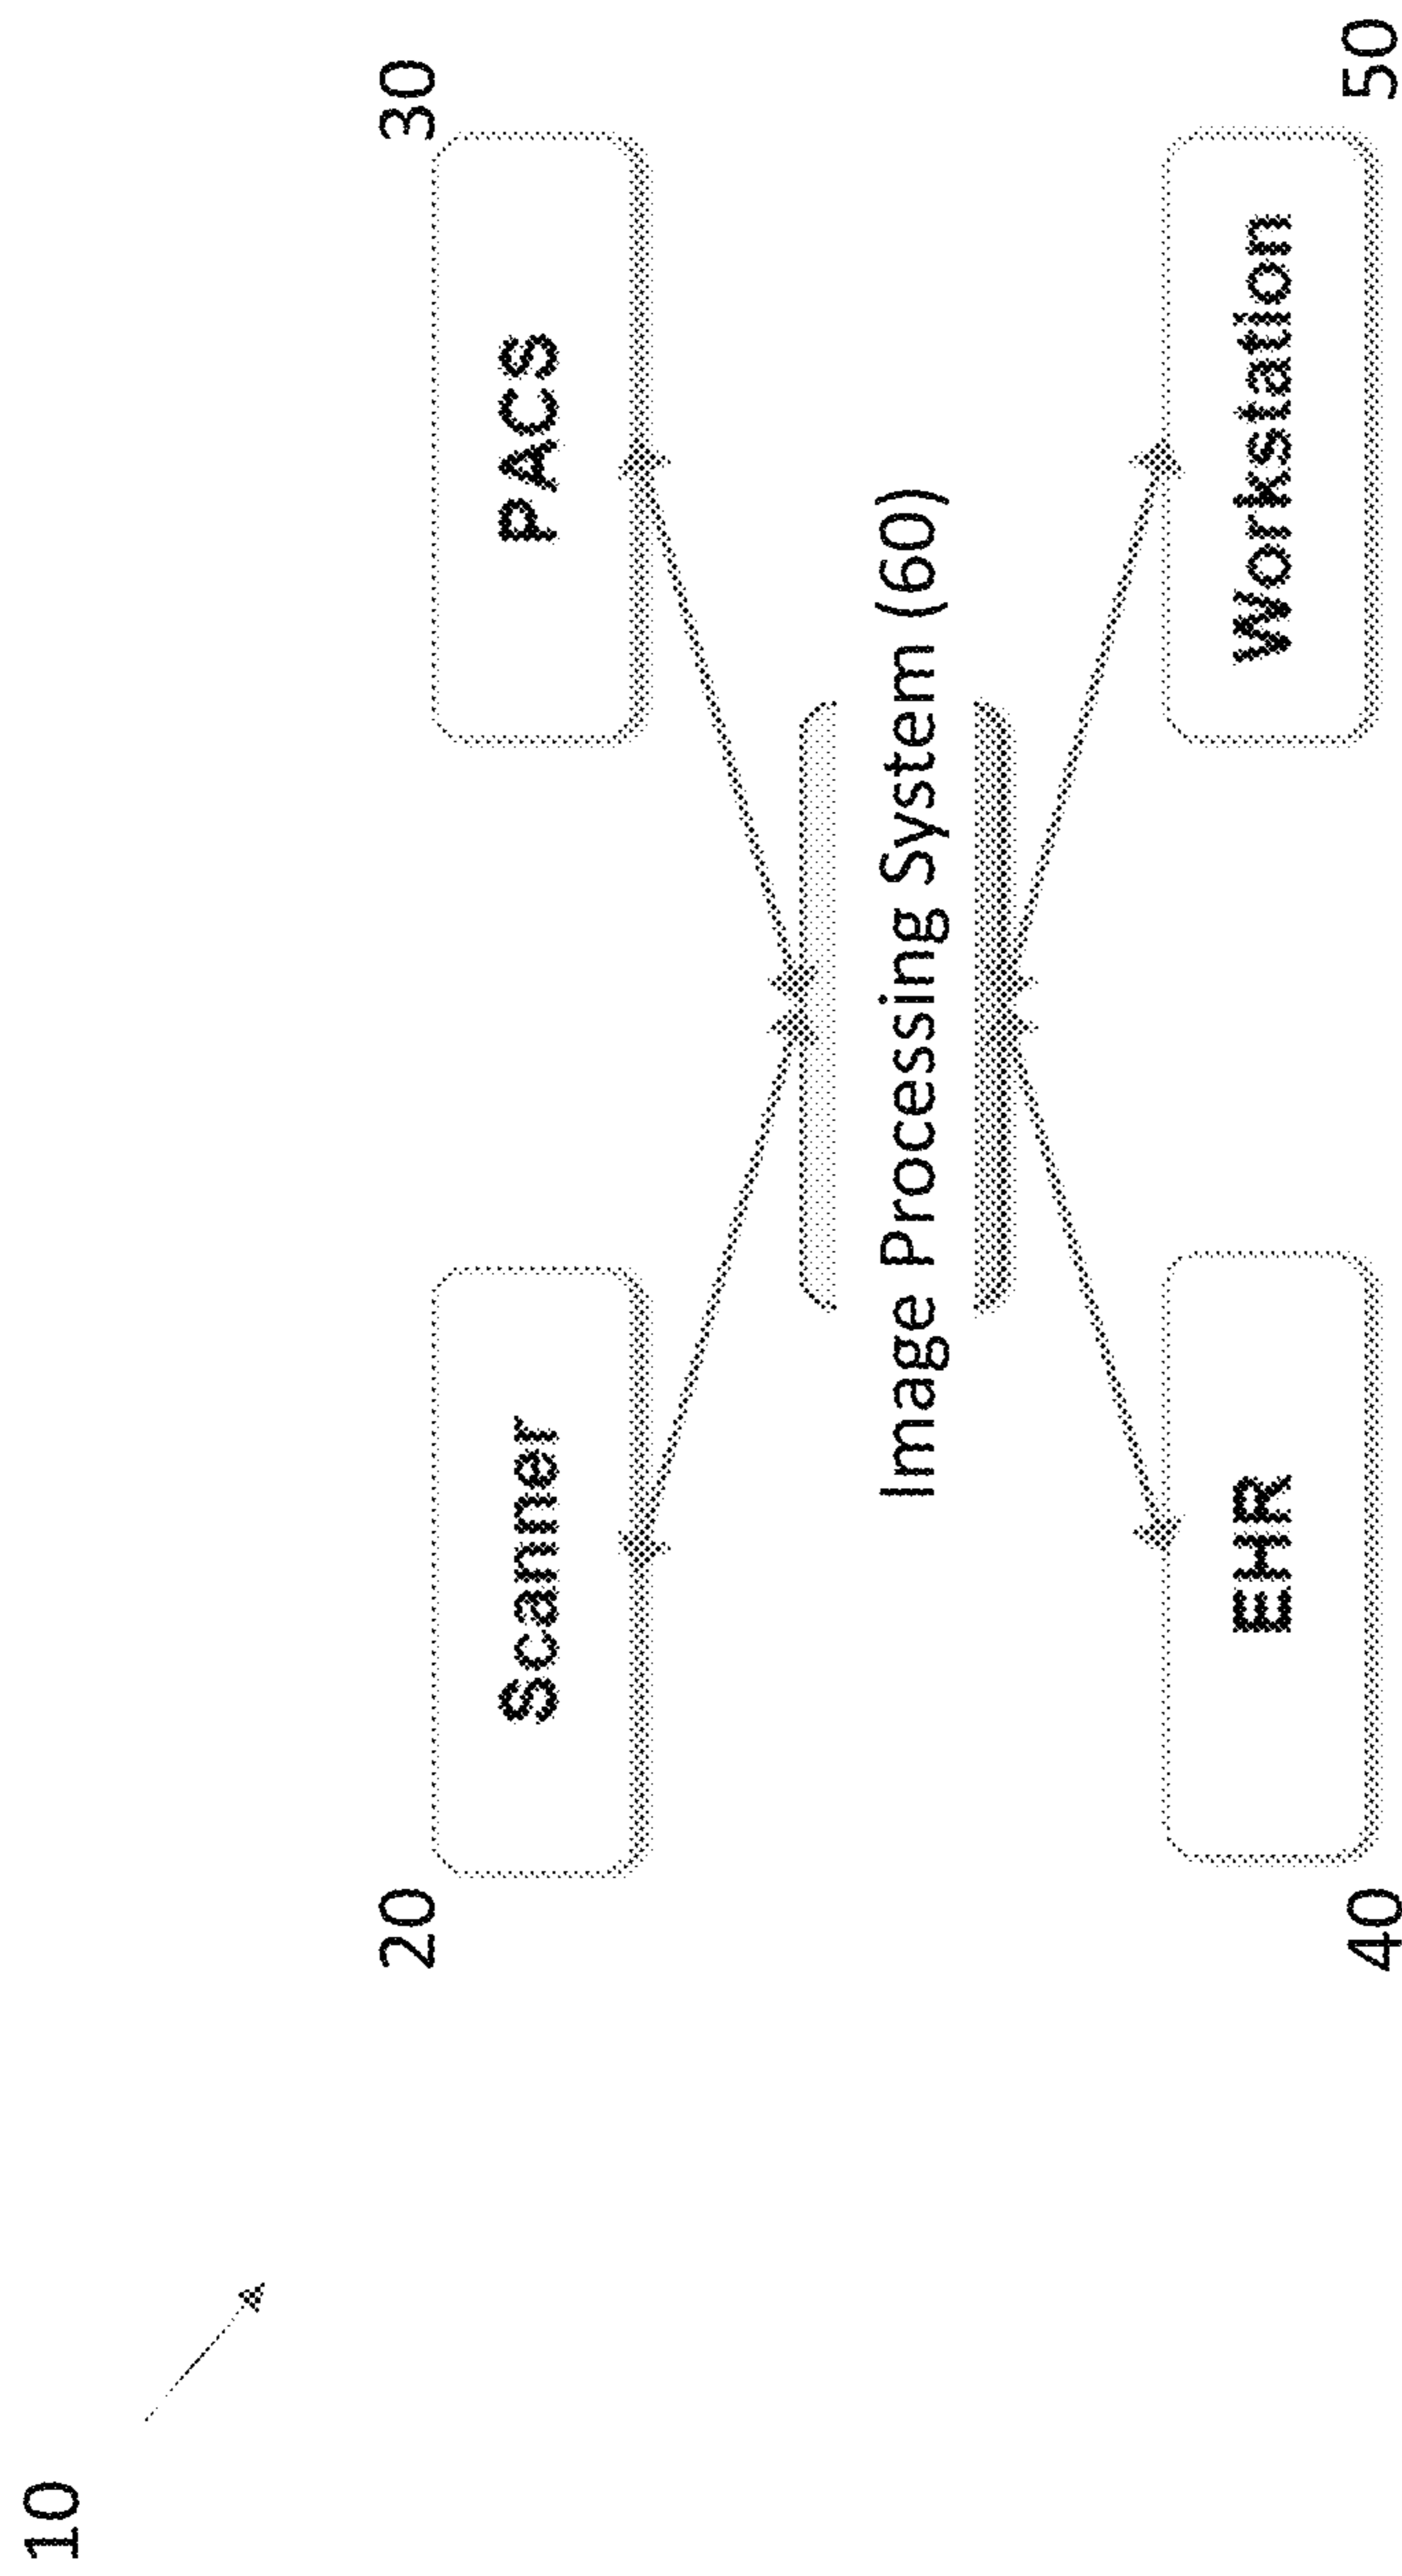 10
20
Scanner
PACS
30
Image Processing System (60)
EHR
Workstation
40
50